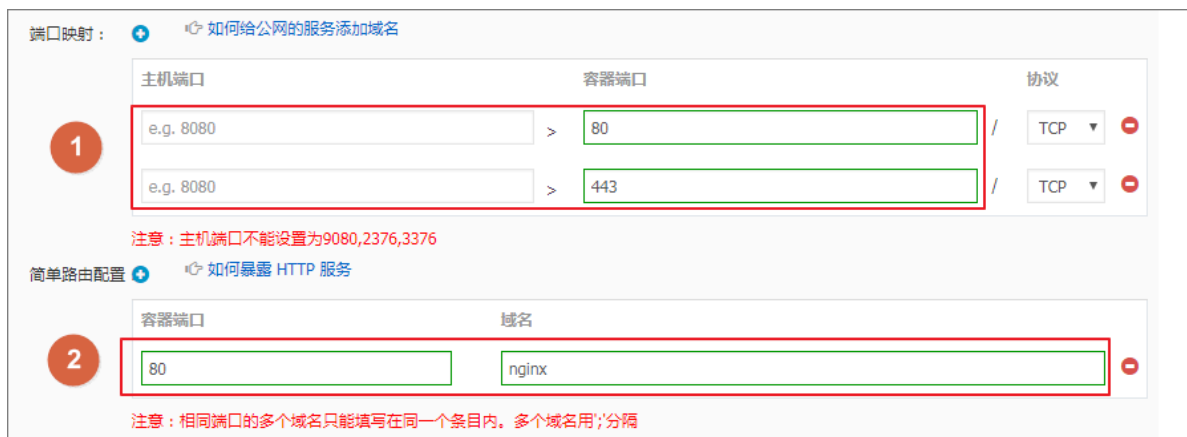 端口映射： 如何给公网的服务添加域名
主机端口 容器端口 协议
e.g. 8080 > 80 / TCP
1
e.g. 8080 > 443 / TCP
注意：主机端口不能设置为9080,2376,3376
简单路由配置 如何暴露 HTTP 服务
容器端口 域名
2 80 nginx
注意：相同端口的多个域名只能填写在同一个条目内。多个域名用';'分隔